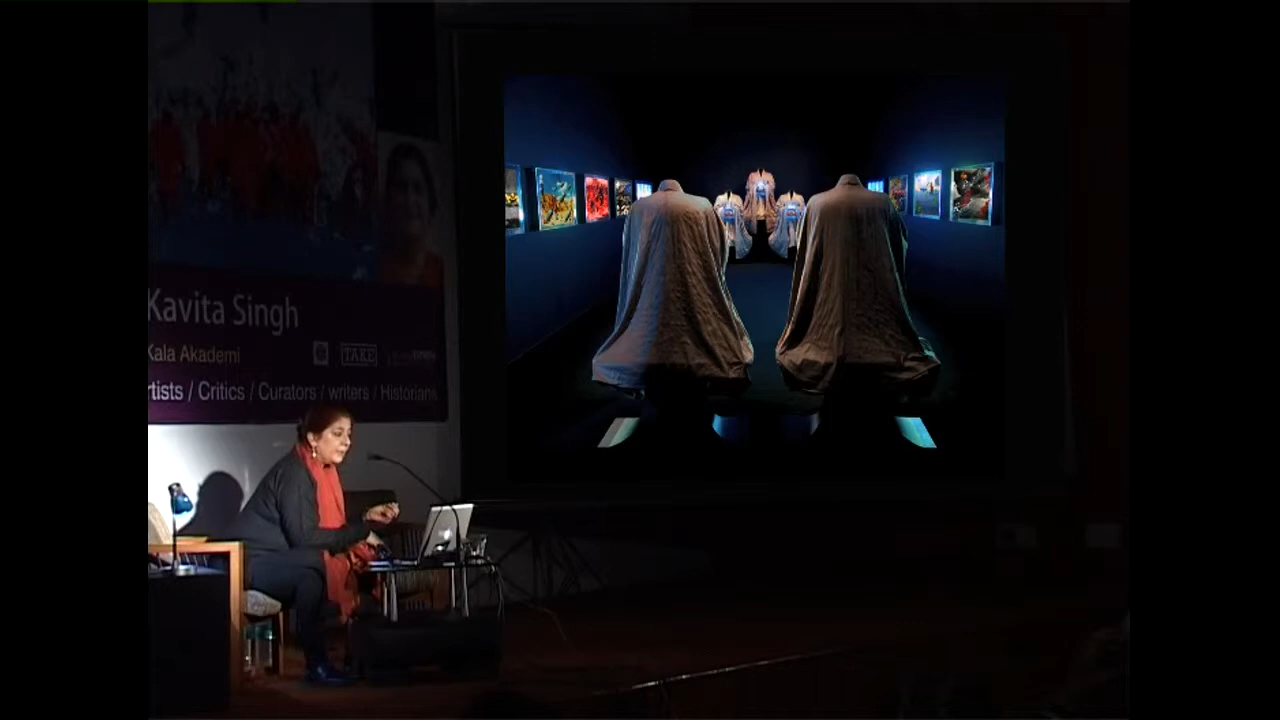 Kavita Singh
Kala Akademi
TAKE
rtists / Critics / Curators / writers / Historians